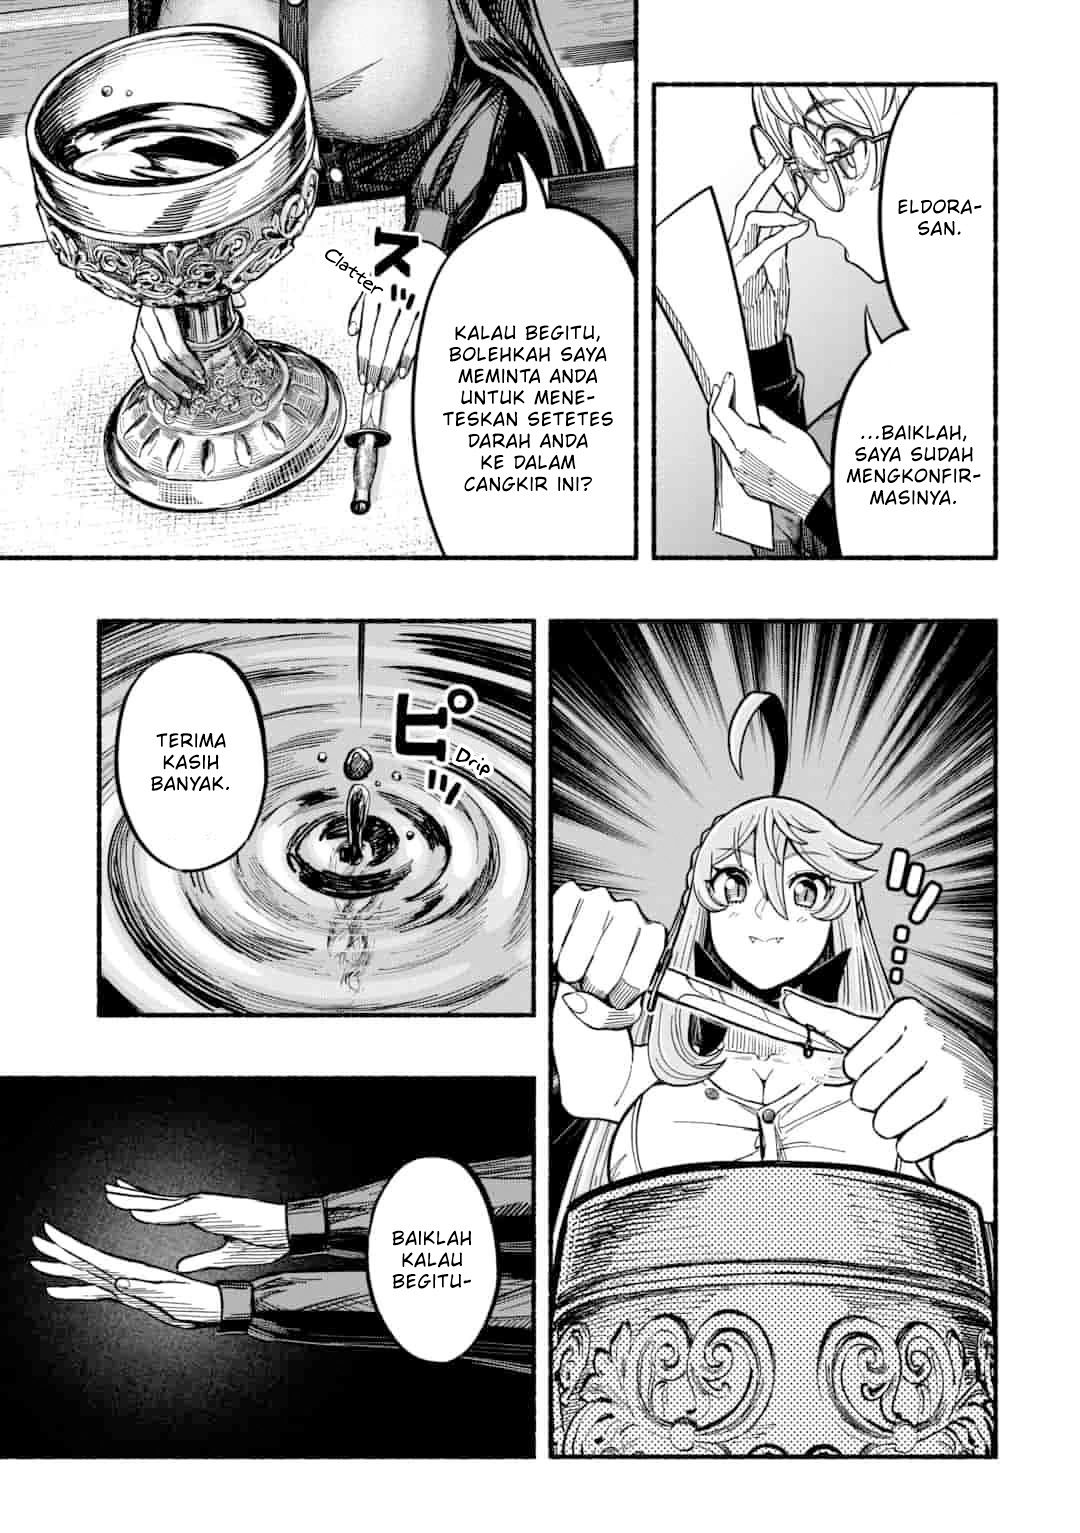 ELDORA-
SAN.
...BAIKLAH,
SAYA SUDAH
MENGKONFIR-
MASINYA.
KALAU BEGITU,
BOLEHKAH SAYA
MEMINTA ANDA
UNTUK MENE-
TESKAN SETETES
DARAH ANDA
KE DALAM
CANGKIR INI?
スッ
Clatter
ピッ
Drip
TERIMA
KASIH
BANYAK.
BAIKLAH
KALAU
BEGITU-